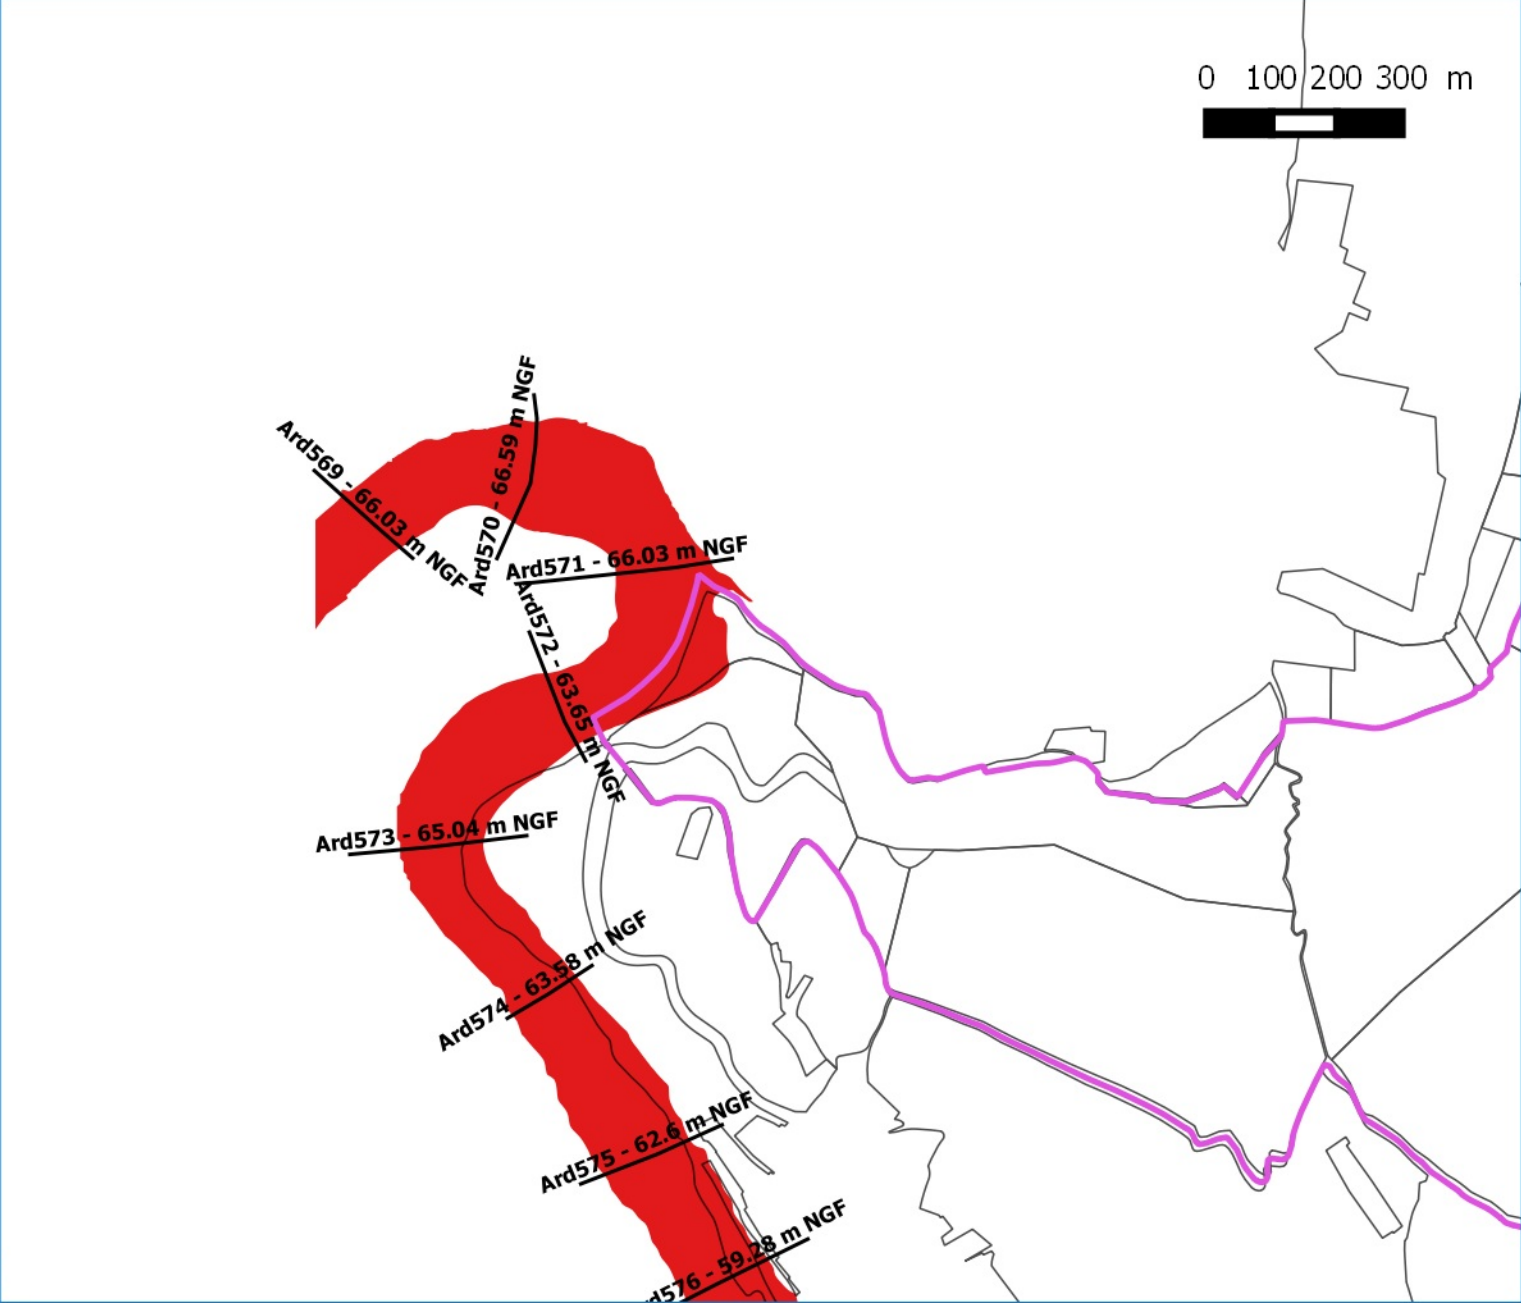 0 100 200 300 m
Ard569 - 66.03 m NGF
Ard570 - 66.59 m NGF
Ard571 - 66.03 m NGF
Ard572 - 63.65 m NGF
Ard573 - 65.04 m NGF
Ard574 - 63.58 m NGF
Ard575 - 62.6 m NGF
d576 - 59.28 m NGF